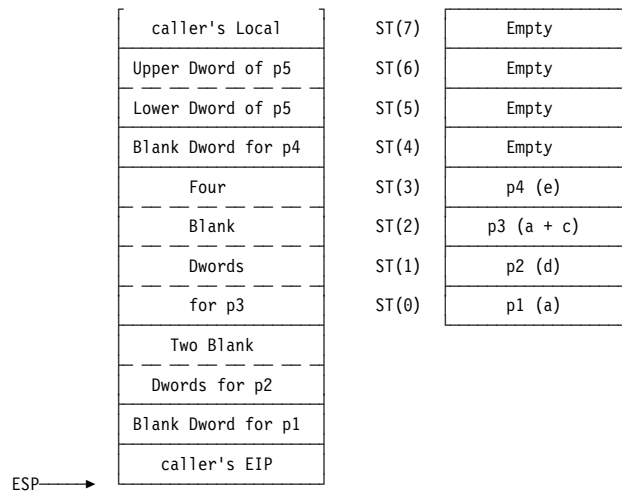 caller's Local ST(7) Empty
Upper Dword of p5 ST(6) Empty
Lower Dword of p5 ST(5) Empty
Blank Dword for p4 ST(4) Empty
Four ST(3) p4 (e)
Blank ST(2) p3 (a + c)
Dwords ST(1) p2 (d)
for p3 ST(0) p1 (a)
Two Blank
Dwords for p2
Blank Dword for p1
caller's EIP
ESP